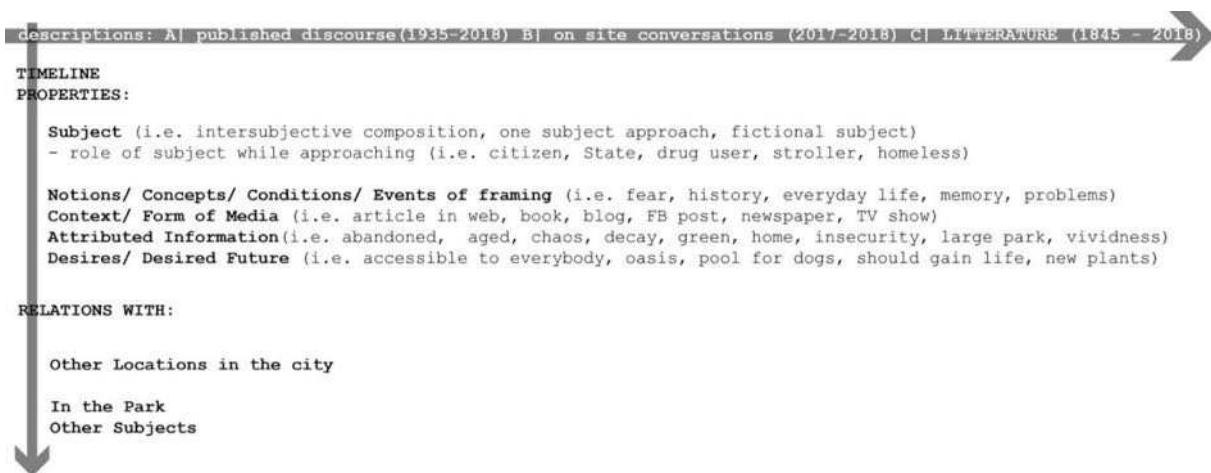 descriptions: A| published discourse(1935-2018) B| on site conversations (2017-2018) C| LITTERATURE (1845 - 2018)
TIMELINE
PROPERTIES:
Subject (i.e. intersubjective composition, one subject approach, fictional subject)
- role of subject while approaching (i.e. citizen, State, drug user, stroller, homeless)
Notions/ Concepts/ Conditions/ Events of framing (i.e. fear, history, everyday life, memory, problems)
Context/ Form of Media (i.e. article in web, book, blog, FB post, newspaper, TV show)
Attributed Information(i.e. abandoned, aged, chaos, decay, green, home, insecurity, large park, vividness)
Desires/ Desired Future (i.e. accessible to everybody, oasis, pool for dogs, should gain life, new plants)
RELATIONS WITH:
Other Locations in the city
In the Park
Other Subjects